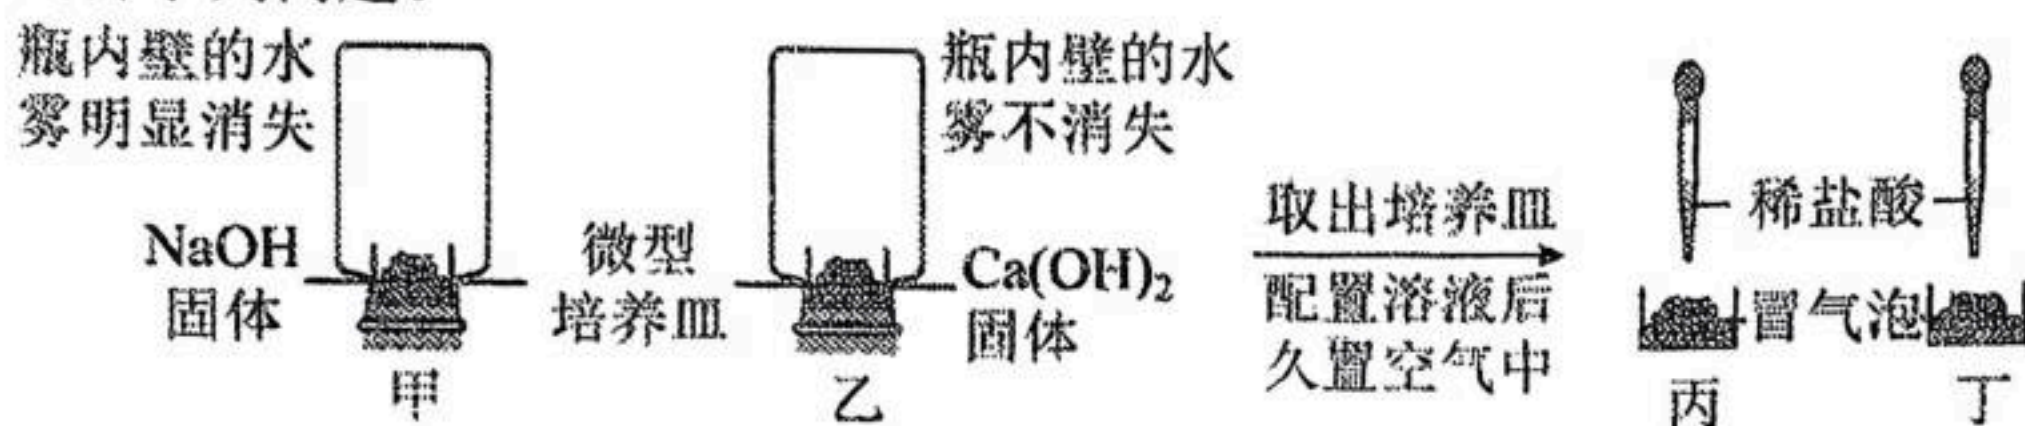 瓶内壁的水
雾明显消失
NaOH
固体
甲
微型
培养皿
瓶内壁的水
雾不消失
Ca(OH)₂
固体
乙
取出培养皿
配置溶液后
久置空气中
稀盐酸
冒气泡
丙
丁